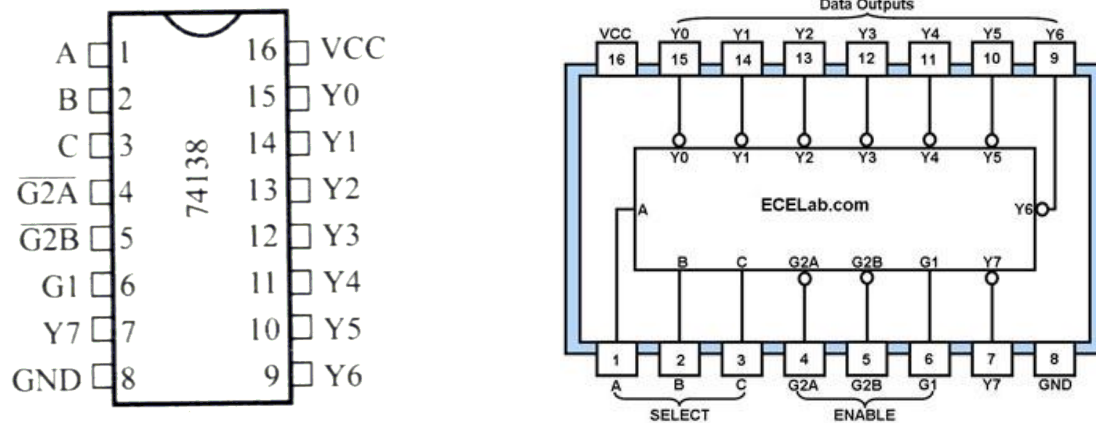 A 1 16 VCC
B 2 15 Y0
C 3 14 Y1
G2A 4 13 Y2
G2B 5 12 Y3
G1 6 11 Y4
Y7 7 10 Y5
GND 8 9 Y6
74138
Data Outputs
VCC Y0 Y1 Y2 Y3 Y4 Y5 Y6
16 15 14 13 12 11 10 9
Y0 Y1 Y2 Y3 Y4 Y5
A ECELab.com Y6
B C G2A G2B G1 Y7
1 2 3 4 5 6 7 8
A B C G2A G2B G1 Y7 GND
SELECT ENABLE